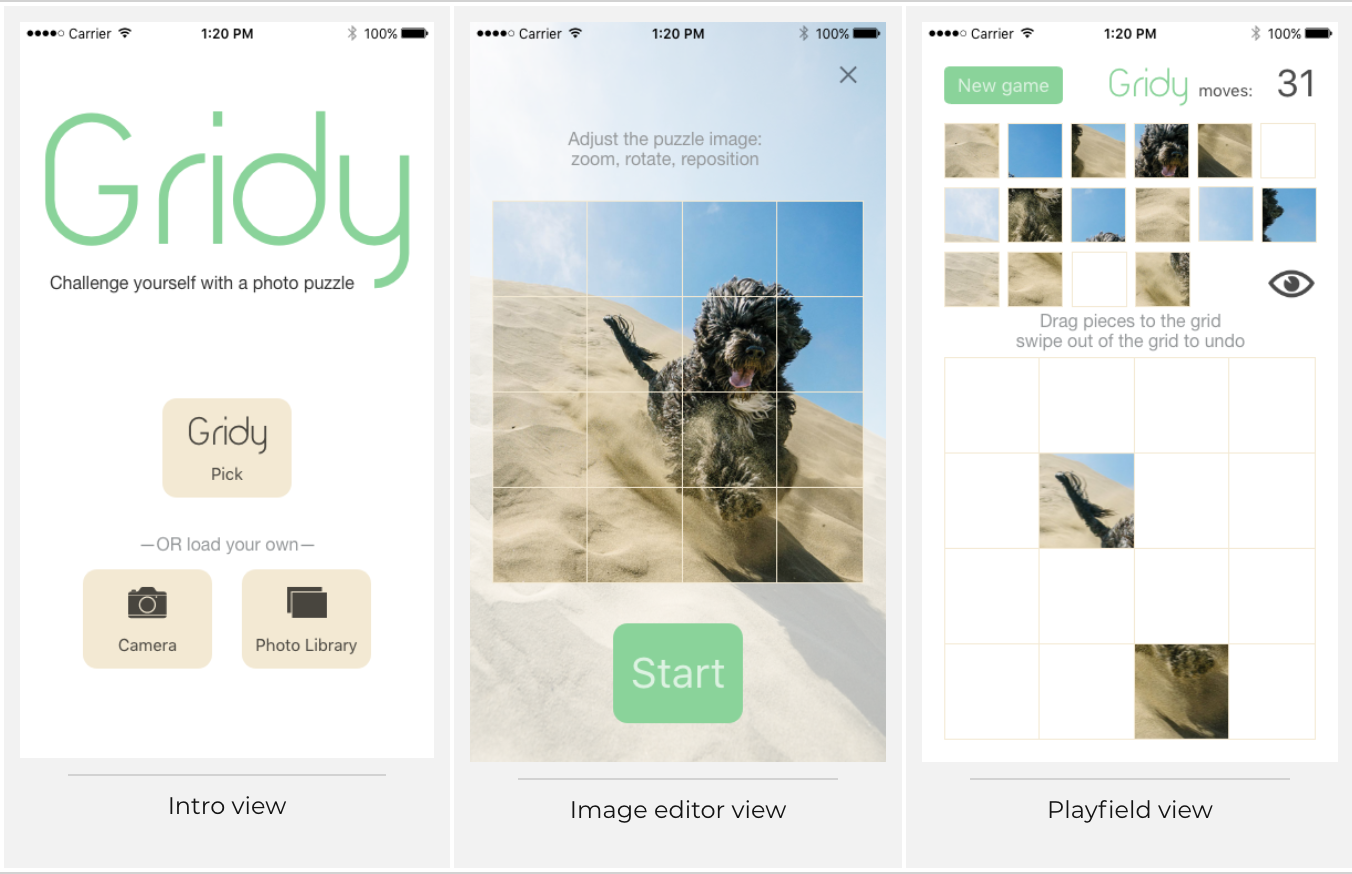 Carrier 1:20 PM 100%
Gridy
Challenge yourself with a photo puzzle
Gridy
Pick
—OR load your own—
Camera
Photo Library
Intro view
Carrier 1:20 PM 100%
Adjust the puzzle image:
zoom, rotate, reposition
Start
Image editor view
Carrier 1:20 PM 100%
New game
Gridy moves: 31
Drag pieces to the grid
swipe out of the grid to undo
Playfield view